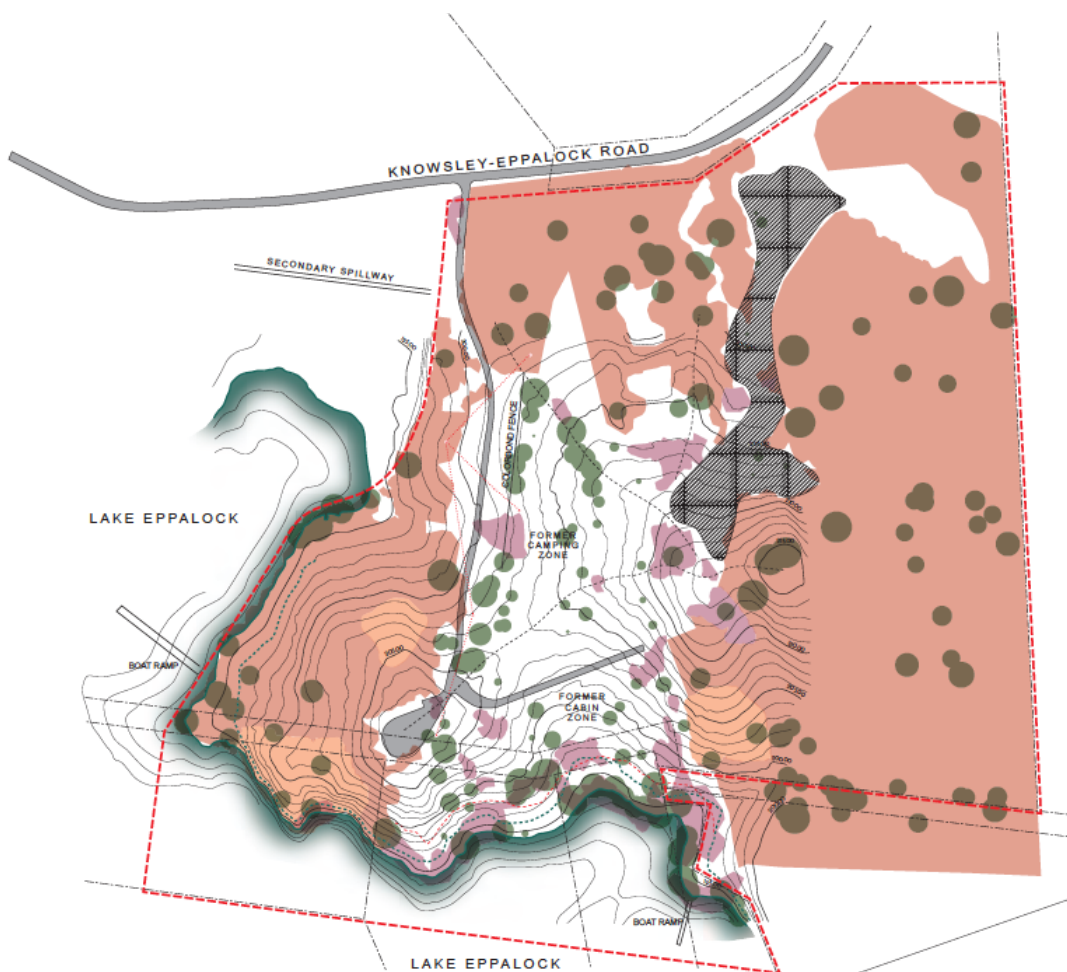 KNOWSLEY-EPPALOCK ROAD
SECONDARY SPILLWAY
COLORBOND FENCE
LAKE EPPALOCK
FORMER
CAMPING
ZONE
BOAT RAMP
FORMER
CABIN
ZONE
BOAT RAMP
LAKE EPPALOCK